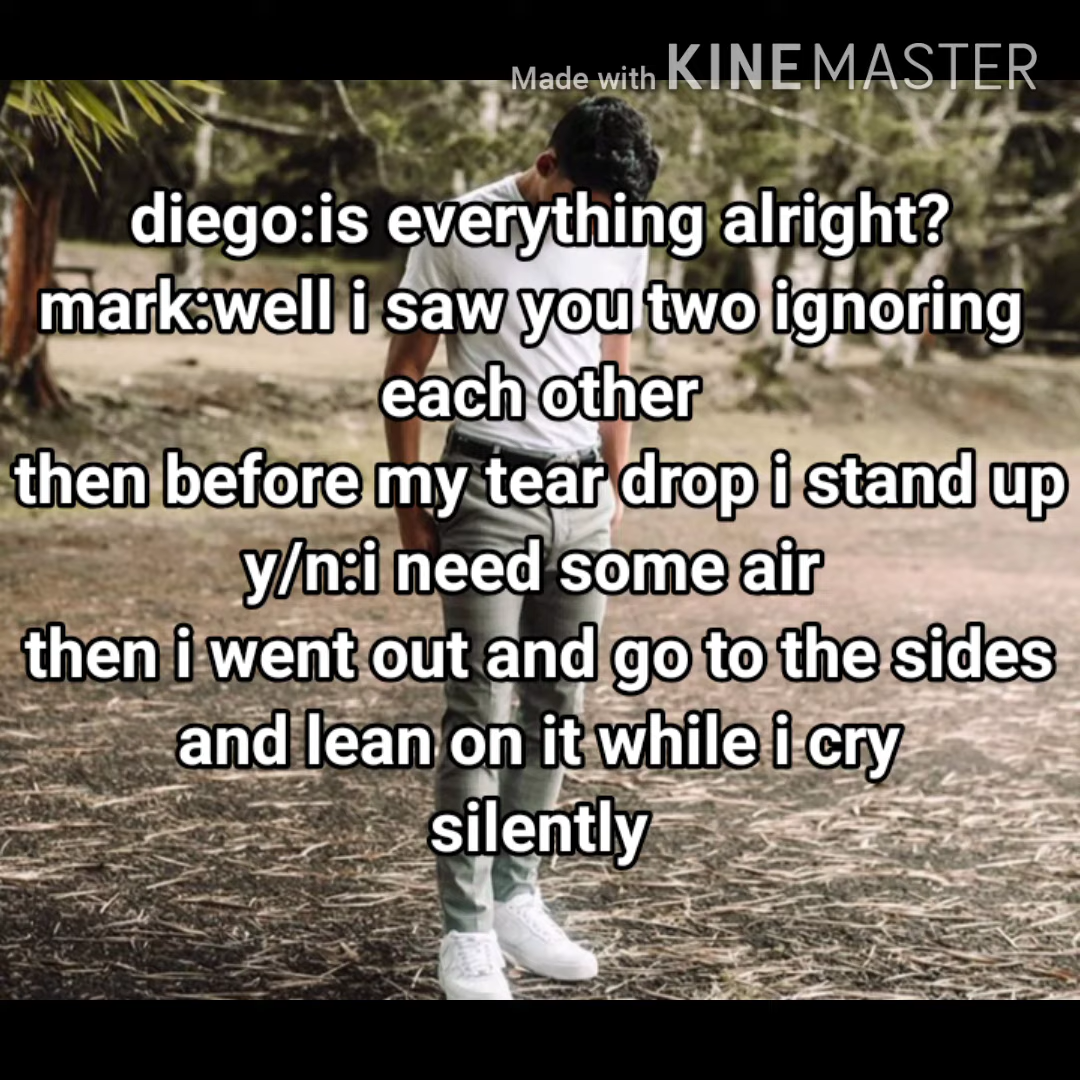 Made with KINEMASTER
diego:is everything alright?
mark:well i saw you two ignoring
each other
then before my tear drop i stand up
y/n:i need some air
then i went out and go to the sides
and lean on it while i cry
silently